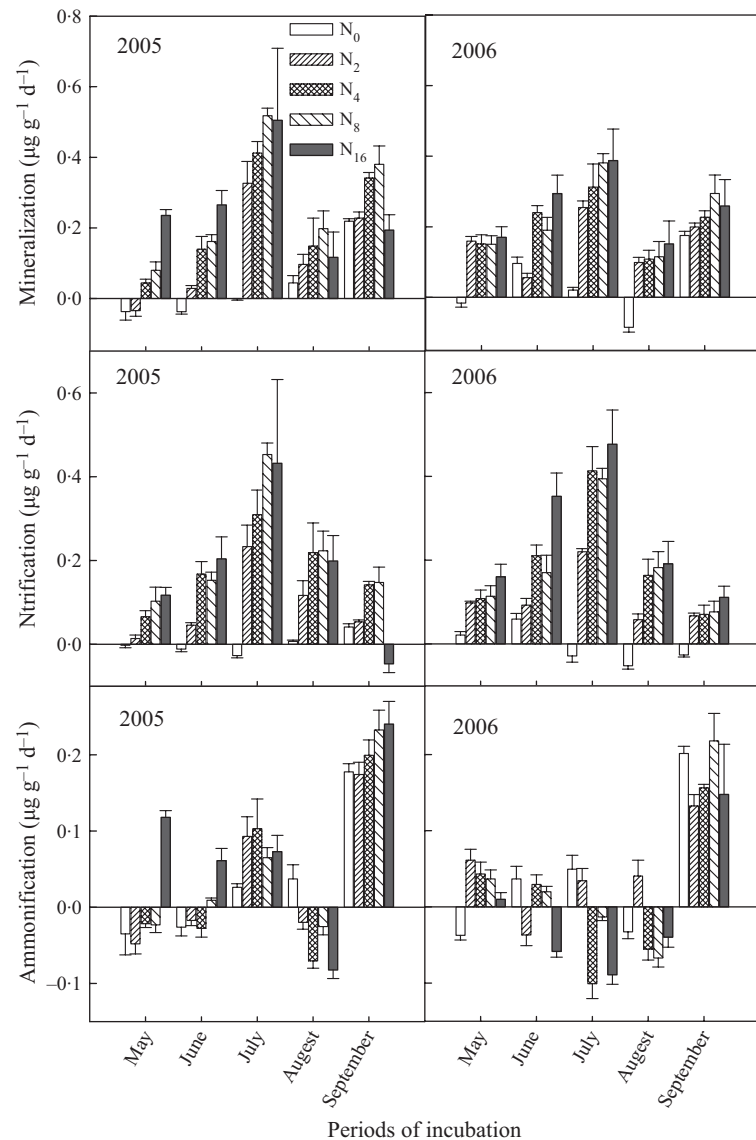 Mineralization (µg g⁻¹ d⁻¹)
0·8
0·6
0·4
0·2
0·0
2005
N₀
N₂
N₄
N₈
N₁₆
2006
Ntrification (µg g⁻¹ d⁻¹)
0·6
0·4
0·2
0·0
2005
2006
Ammonification (µg g⁻¹ d⁻¹)
0·2
0·1
0·0
−0·1
2005
2006
May
June
July
Augest
September
May
June
July
Augest
September
Periods of incubation